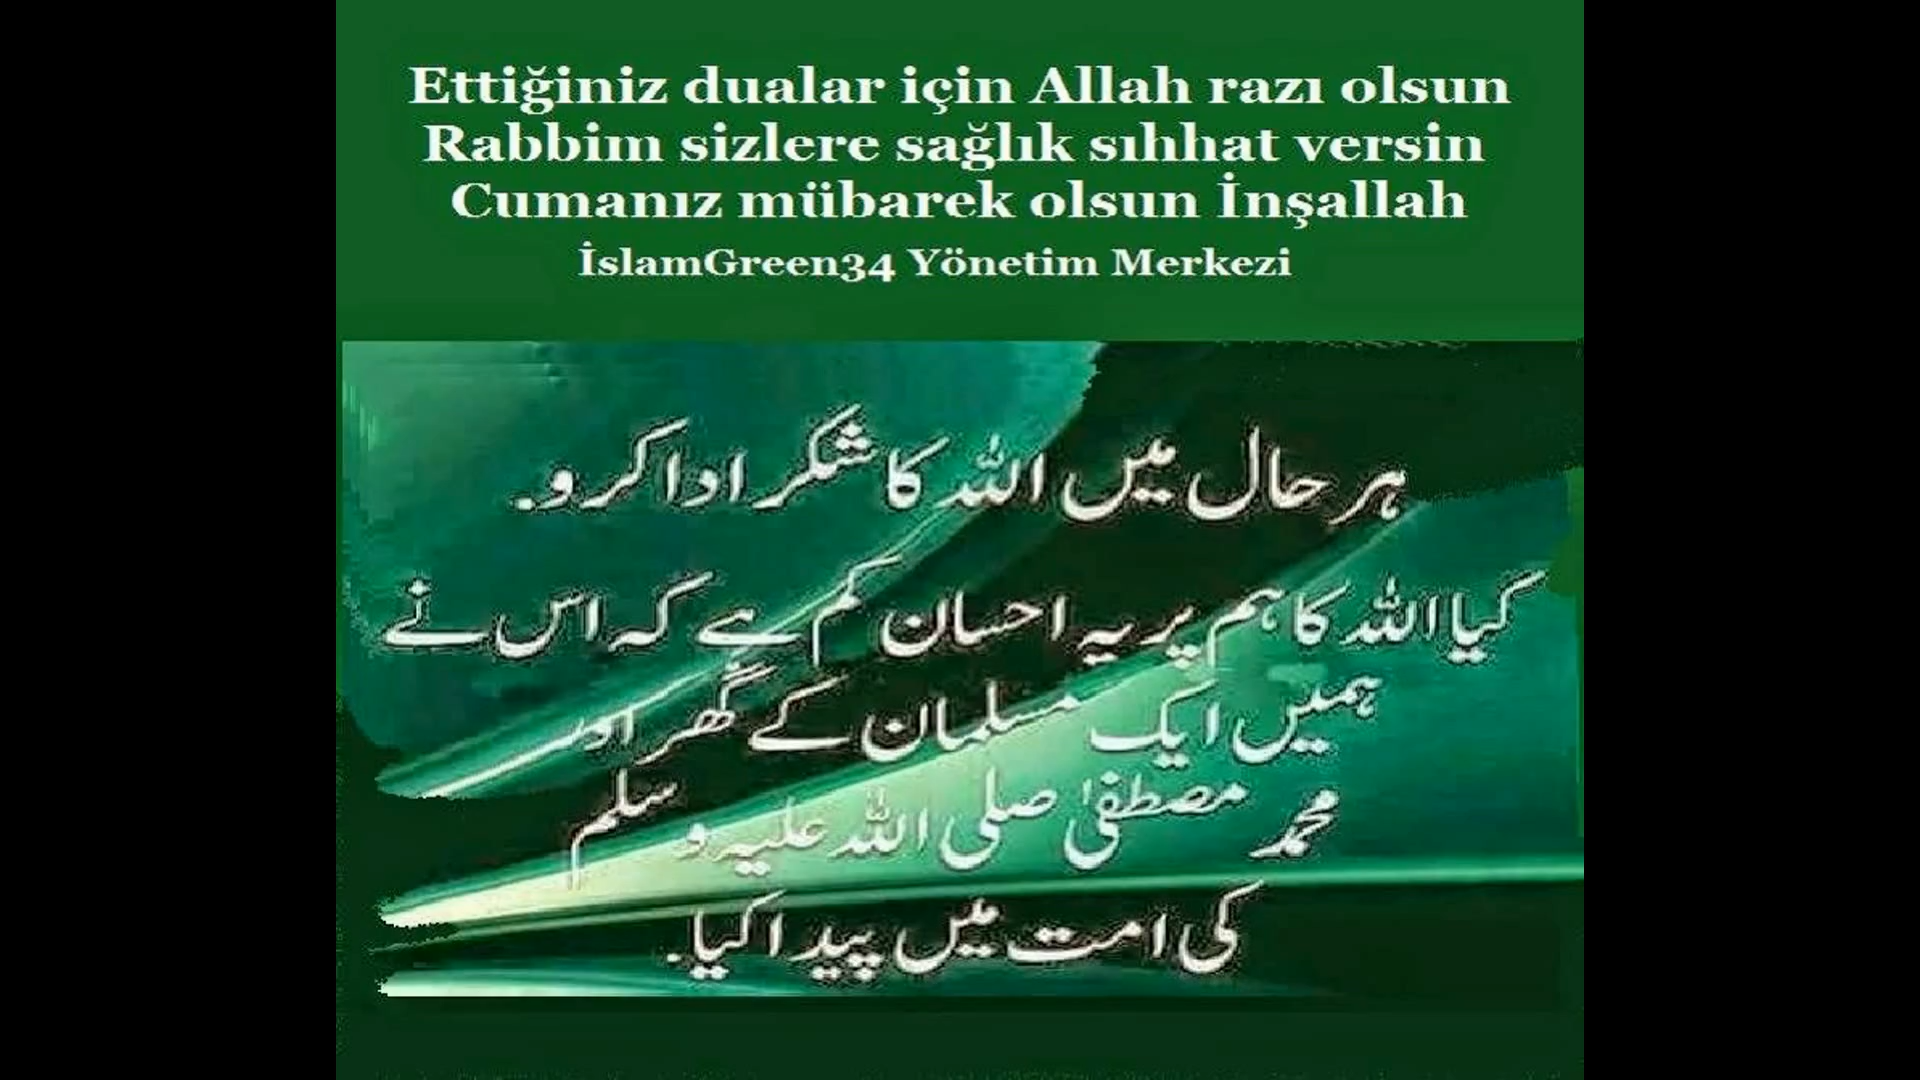 Ettiğiniz dualar için Allah razı olsun
Rabbim sizlere sağlık sıhhat versin
Cumanız mübarek olsun İnşallah
İslamGreen34 Yönetim Merkezi
ہر حال میں اللہ کا شکر ادا کرو۔
کیا اللہ کا ہم پر یہ احسان کم ہے کہ اس نے
ہمیں ایک مسلمان کے گھر اور
محمد مصطفیٰ صلی اللہ علیہ و سلم
کی امت میں پیدا کیا۔